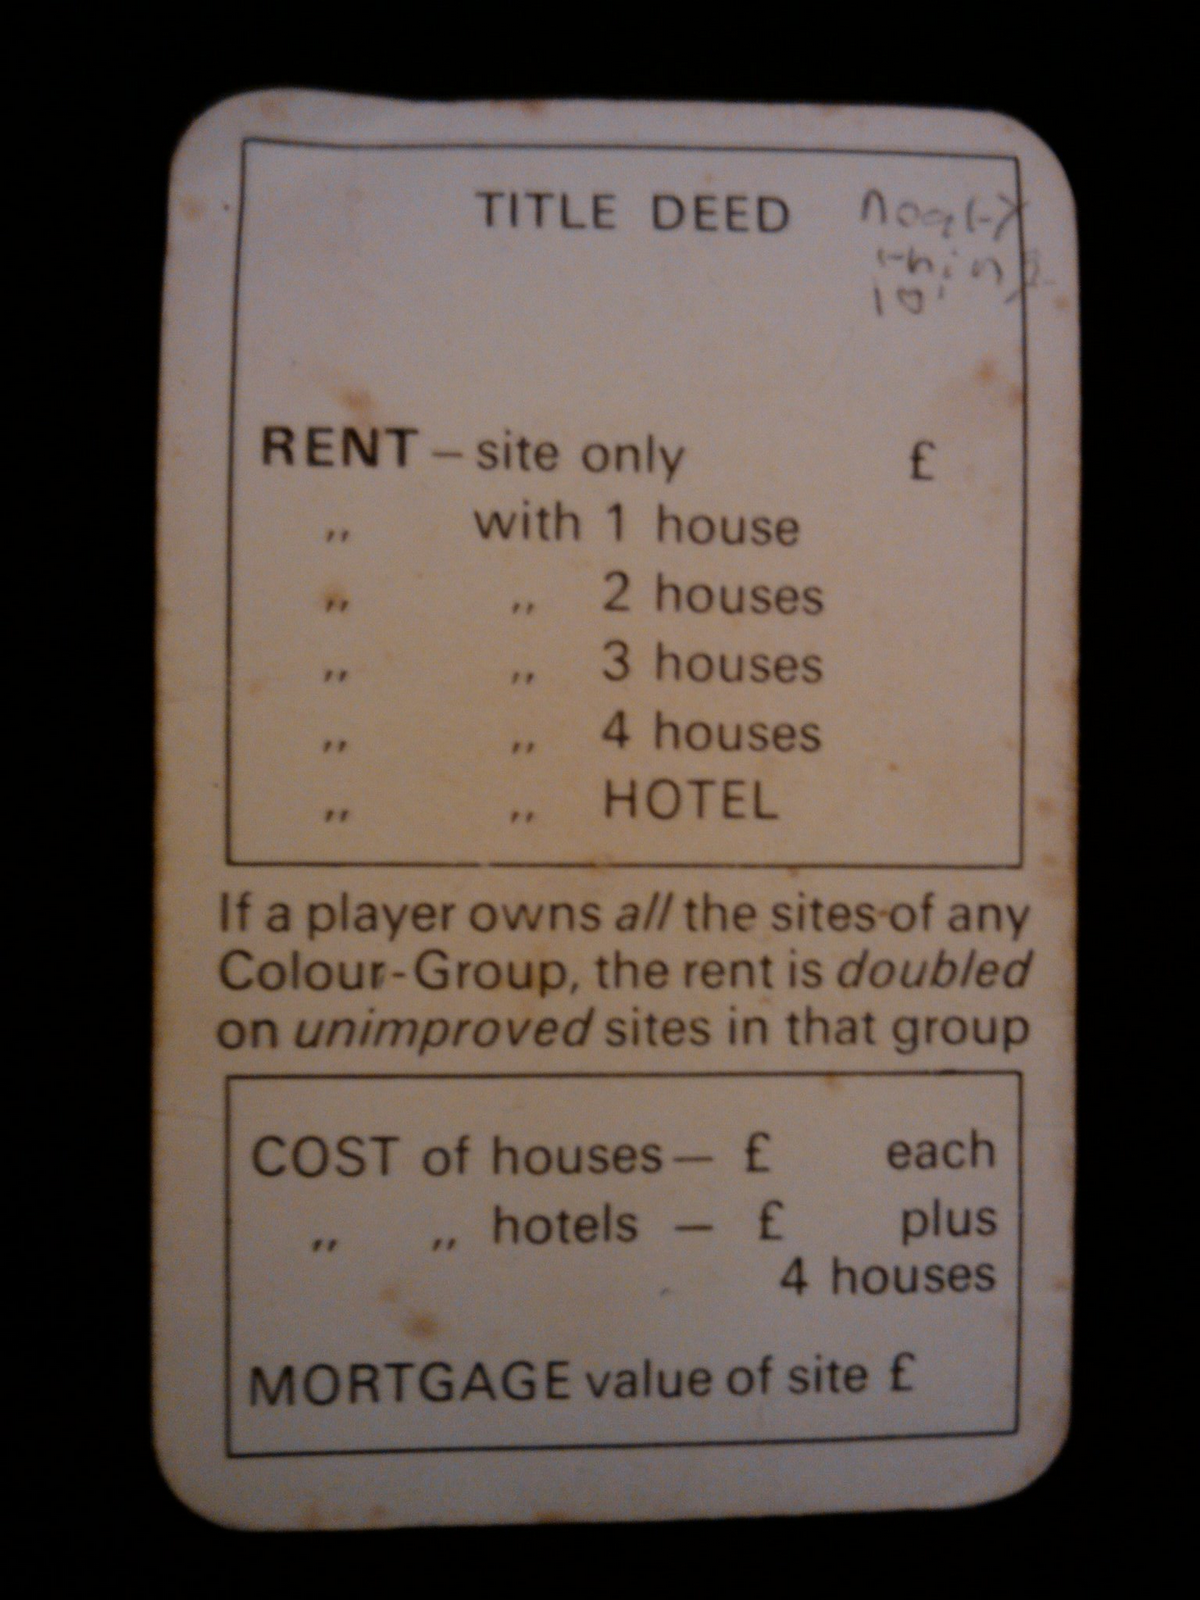 TITLE DEED
RENT – site only £
„ with 1 house
„ „ 2 houses
„ „ 3 houses
„ „ 4 houses
„ „ HOTEL
If a player owns all the sites of any
Colour-Group, the rent is doubled
on unimproved sites in that group
COST of houses – £ each
„ „ hotels – £ plus
4 houses
MORTGAGE value of site £